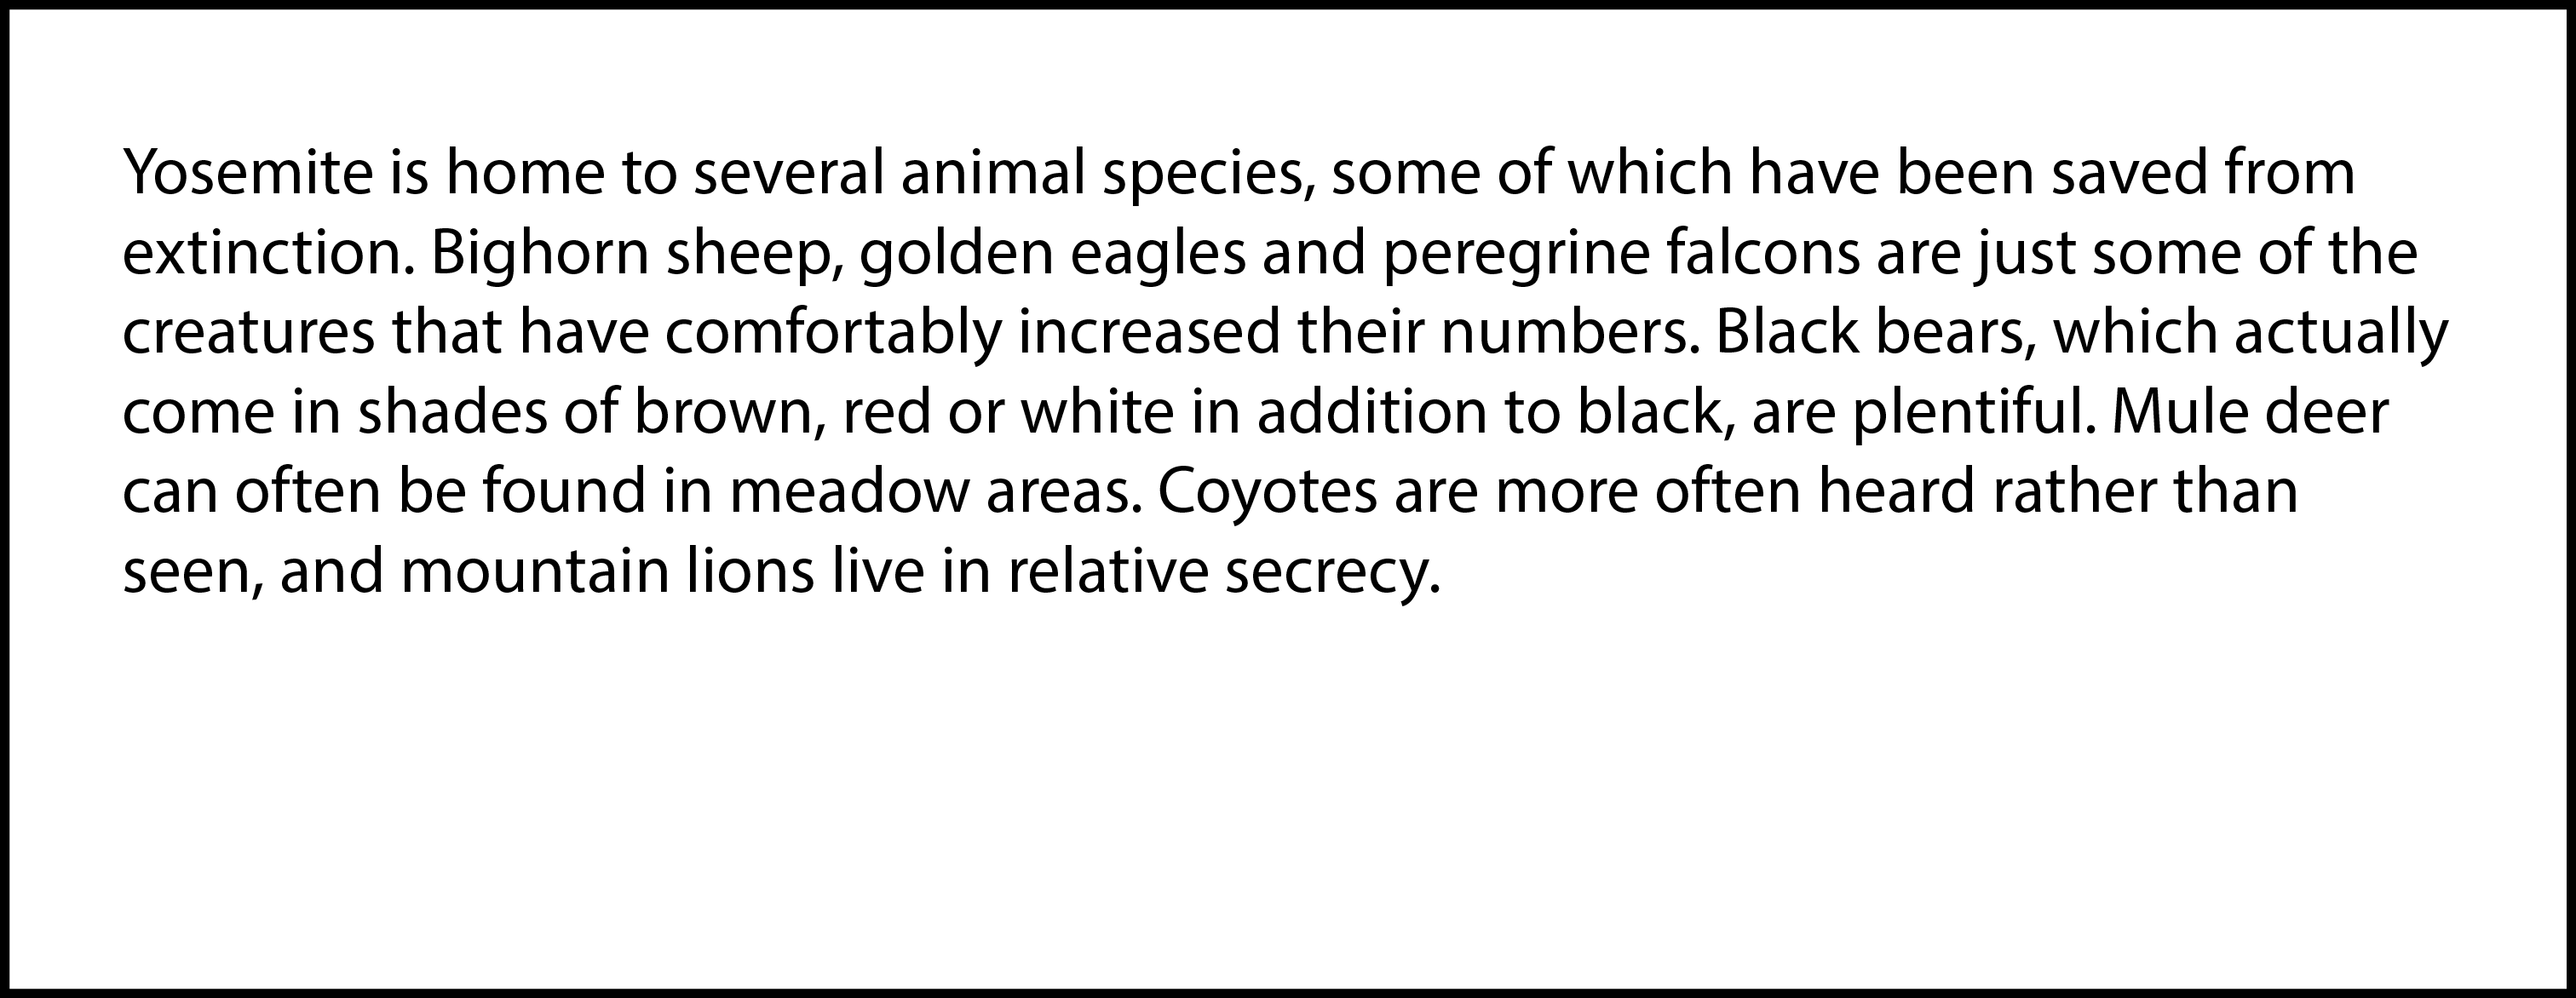 Yosemite is home to several animal species, some of which have been saved from
extinction. Bighorn sheep, golden eagles and peregrine falcons are just some of the
creatures that have comfortably increased their numbers. Black bears, which actually
come in shades of brown, red or white in addition to black, are plentiful. Mule deer
can often be found in meadow areas. Coyotes are more often heard rather than
seen, and mountain lions live in relative secrecy.